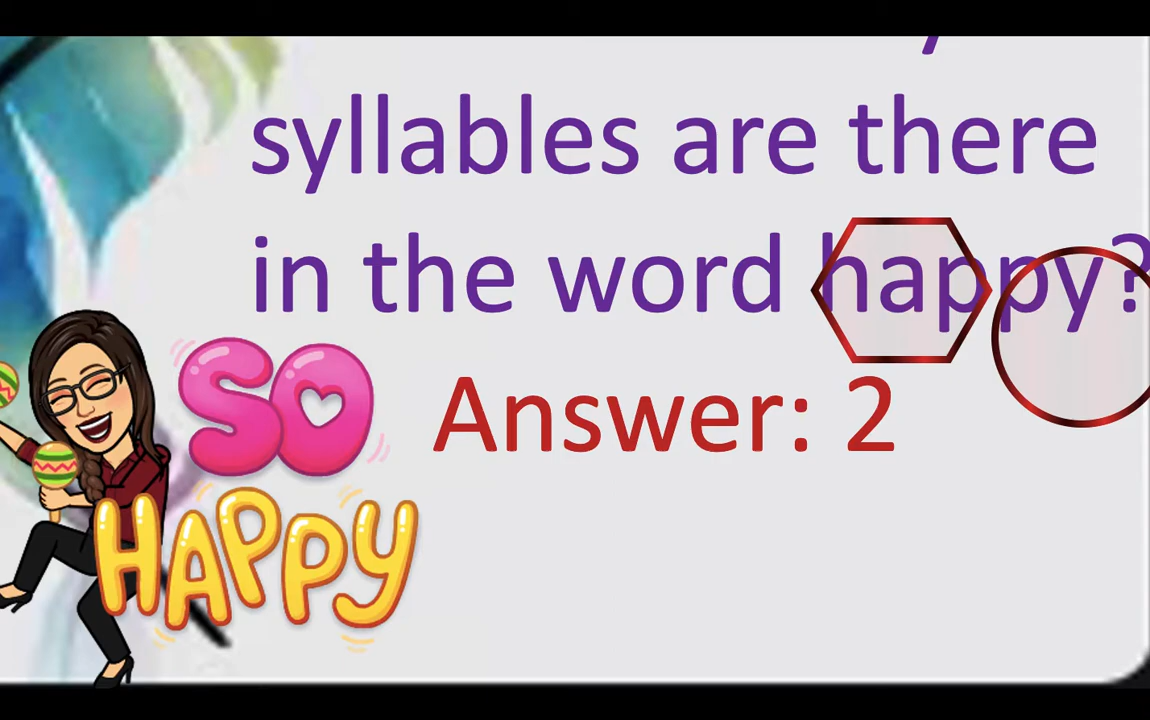 syllables are there
in the word happy?
Answer: 2
SO
HAPPY